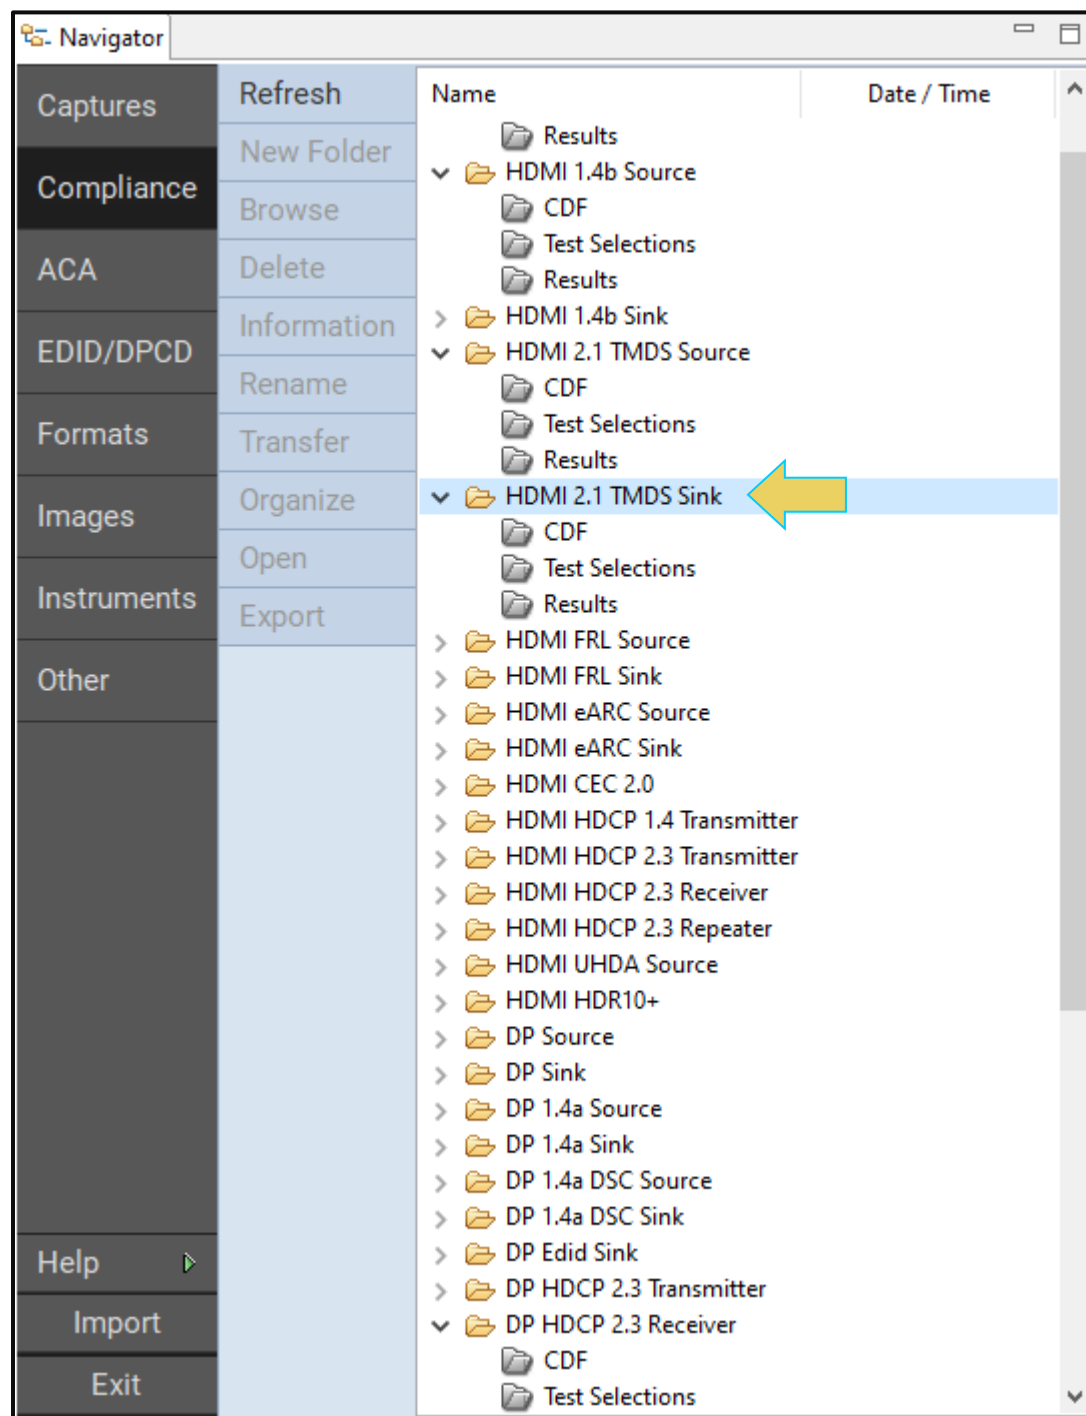 Navigator
Captures
Compliance
ACA
EDID/DPCD
Formats
Images
Instruments
Other
Help
Import
Exit
Refresh
New Folder
Browse
Delete
Information
Rename
Transfer
Organize
Open
Export
Name Date / Time
Results
HDMI 1.4b Source
CDF
Test Selections
Results
HDMI 1.4b Sink
HDMI 2.1 TMDS Source
CDF
Test Selections
Results
HDMI 2.1 TMDS Sink
CDF
Test Selections
Results
HDMI FRL Source
HDMI FRL Sink
HDMI eARC Source
HDMI eARC Sink
HDMI CEC 2.0
HDMI HDCP 1.4 Transmitter
HDMI HDCP 2.3 Transmitter
HDMI HDCP 2.3 Receiver
HDMI HDCP 2.3 Repeater
HDMI UHDA Source
HDMI HDR10+
DP Source
DP Sink
DP 1.4a Source
DP 1.4a Sink
DP 1.4a DSC Source
DP 1.4a DSC Sink
DP Edid Sink
DP HDCP 2.3 Transmitter
DP HDCP 2.3 Receiver
CDF
Test Selections